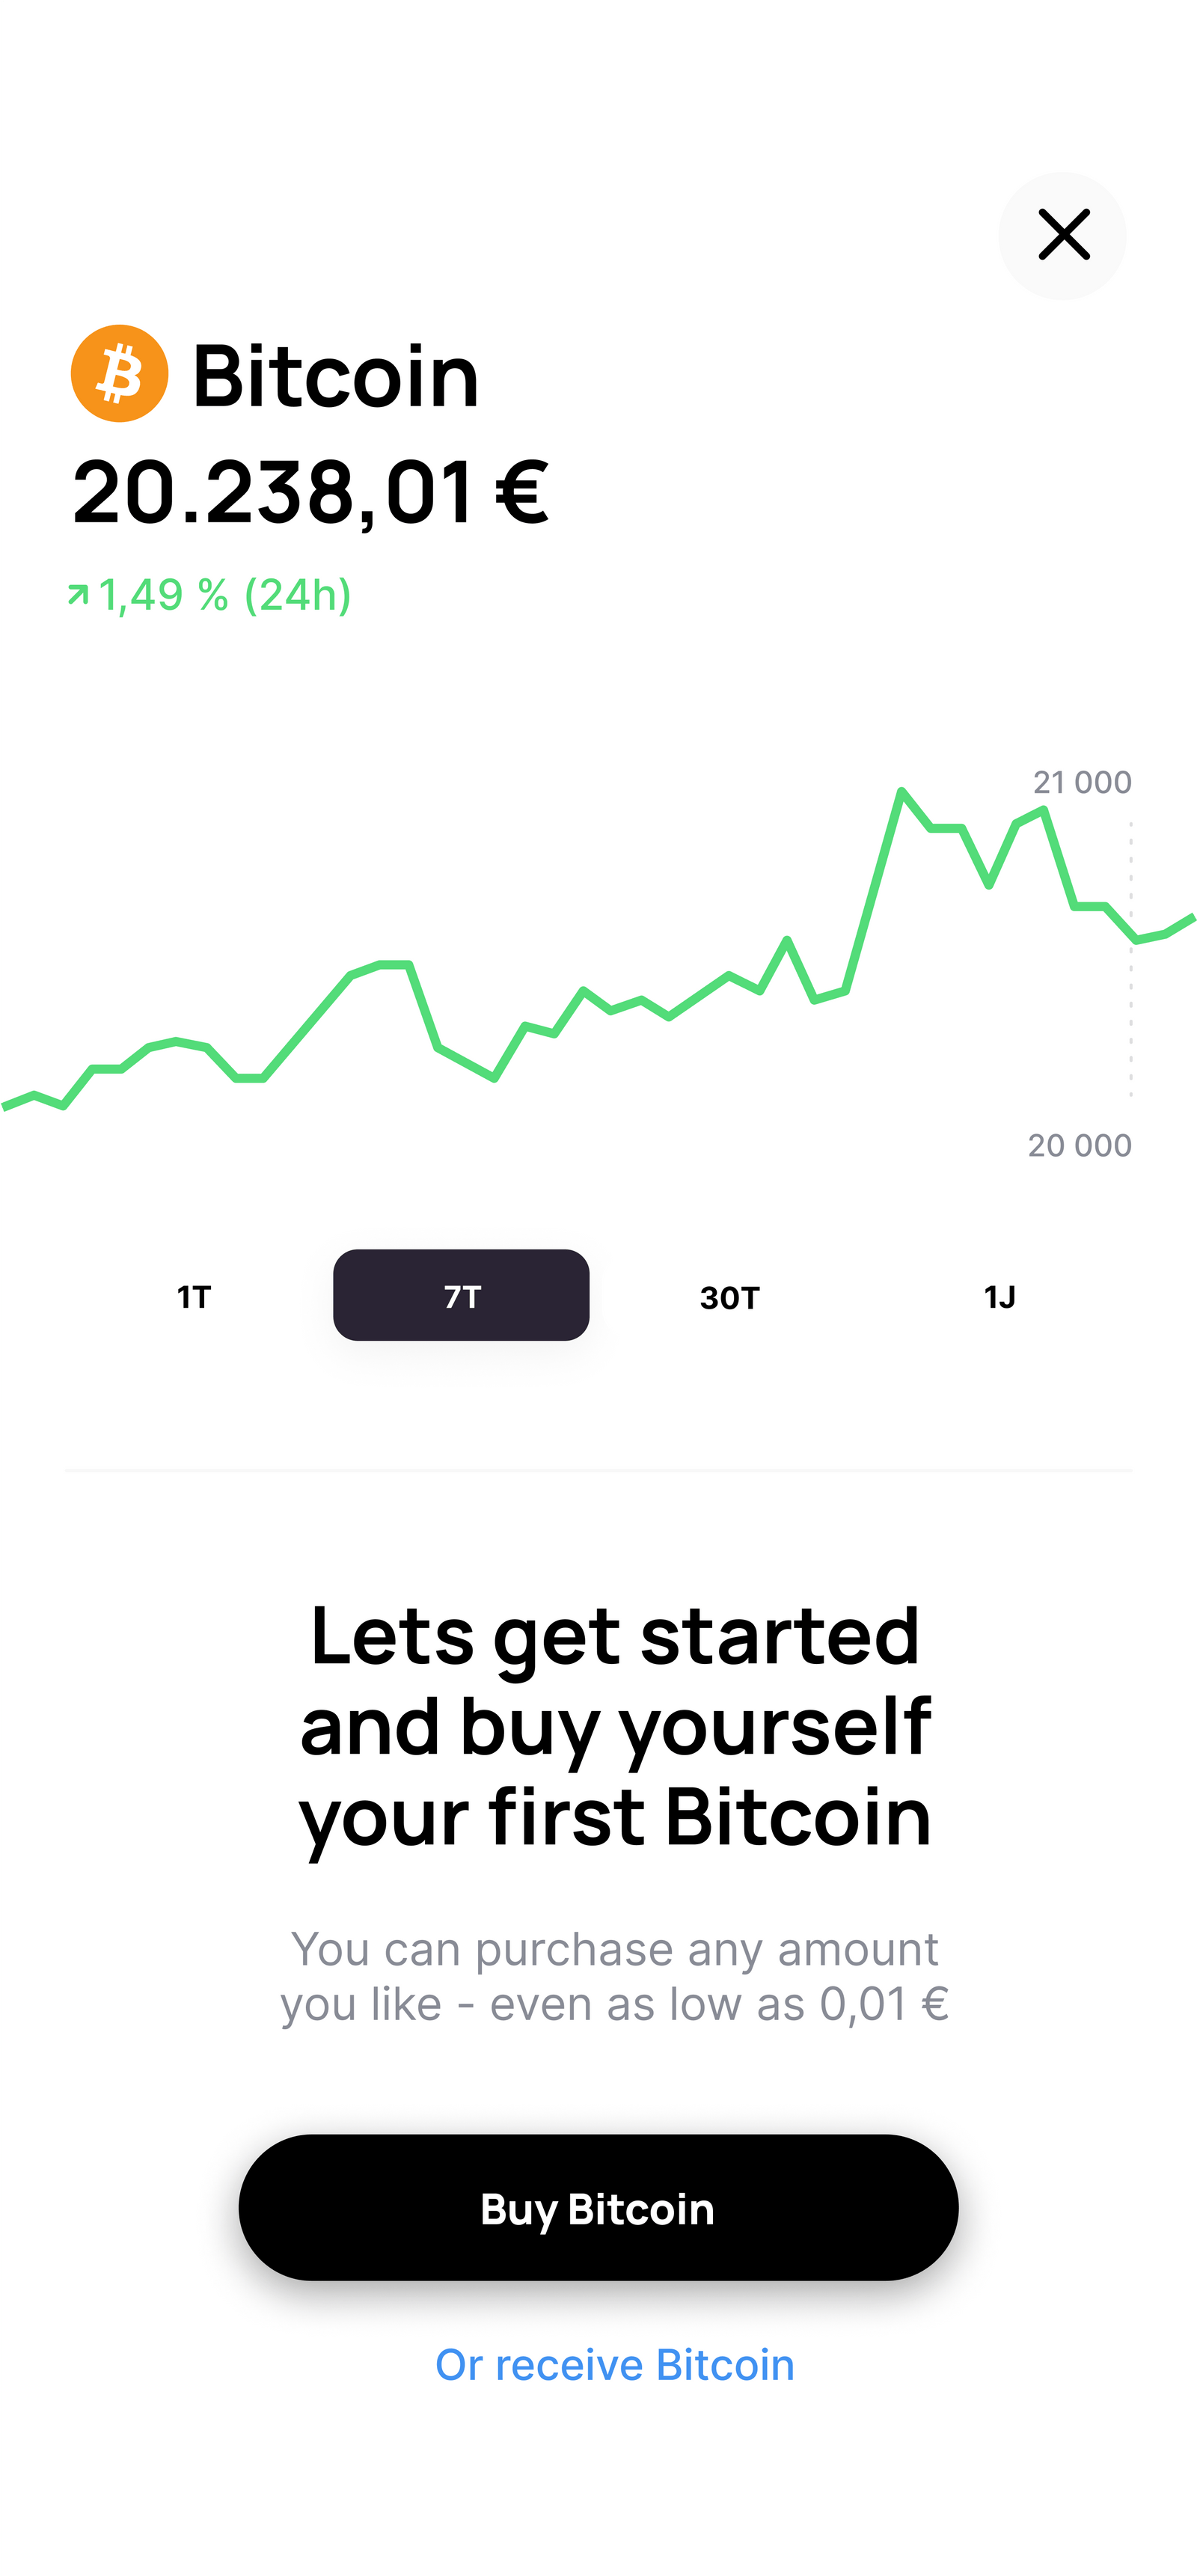 Bitcoin
20.238,01 €
1,49 % (24h)
21 000
20 000
1T 7T 30T 1J
Lets get started
and buy yourself
your first Bitcoin
You can purchase any amount
you like - even as low as 0,01 €
Buy Bitcoin
Or receive Bitcoin